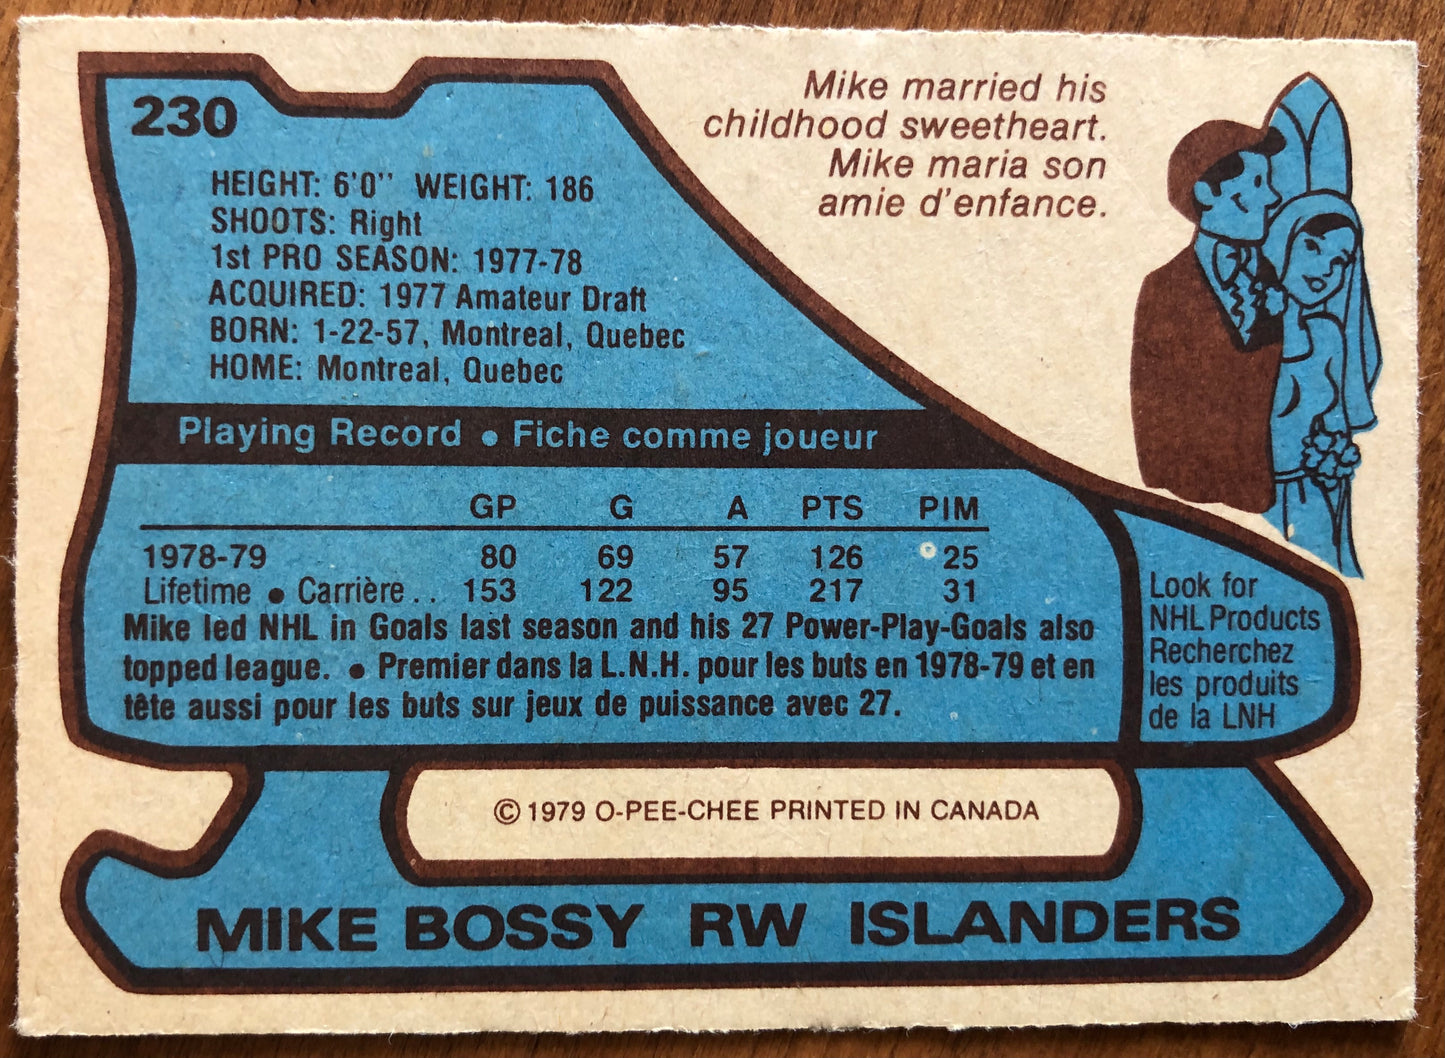 230
Mike married his
childhood sweetheart.
Mike maria son
amie d'enfance.
HEIGHT: 6'0" WEIGHT: 186
SHOOTS: Right
1st PRO SEASON: 1977-78
ACQUIRED: 1977 Amateur Draft
BORN: 1-22-57, Montreal, Quebec
HOME: Montreal, Quebec
Playing Record • Fiche comme joueur
GP G A PTS PIM
1978-79 80 69 57 126 25
Lifetime • Carrière . . 153 122 95 217 31
Mike led NHL in Goals last season and his 27 Power-Play-Goals also
topped league. • Premier dans la L.N.H. pour les buts en 1978-79 et en
tête aussi pour les buts sur jeux de puissance avec 27.
Look for
NHL Products
Recherchez
les produits
de la LNH
© 1979 O-PEE-CHEE PRINTED IN CANADA
MIKE BOSSY RW ISLANDERS